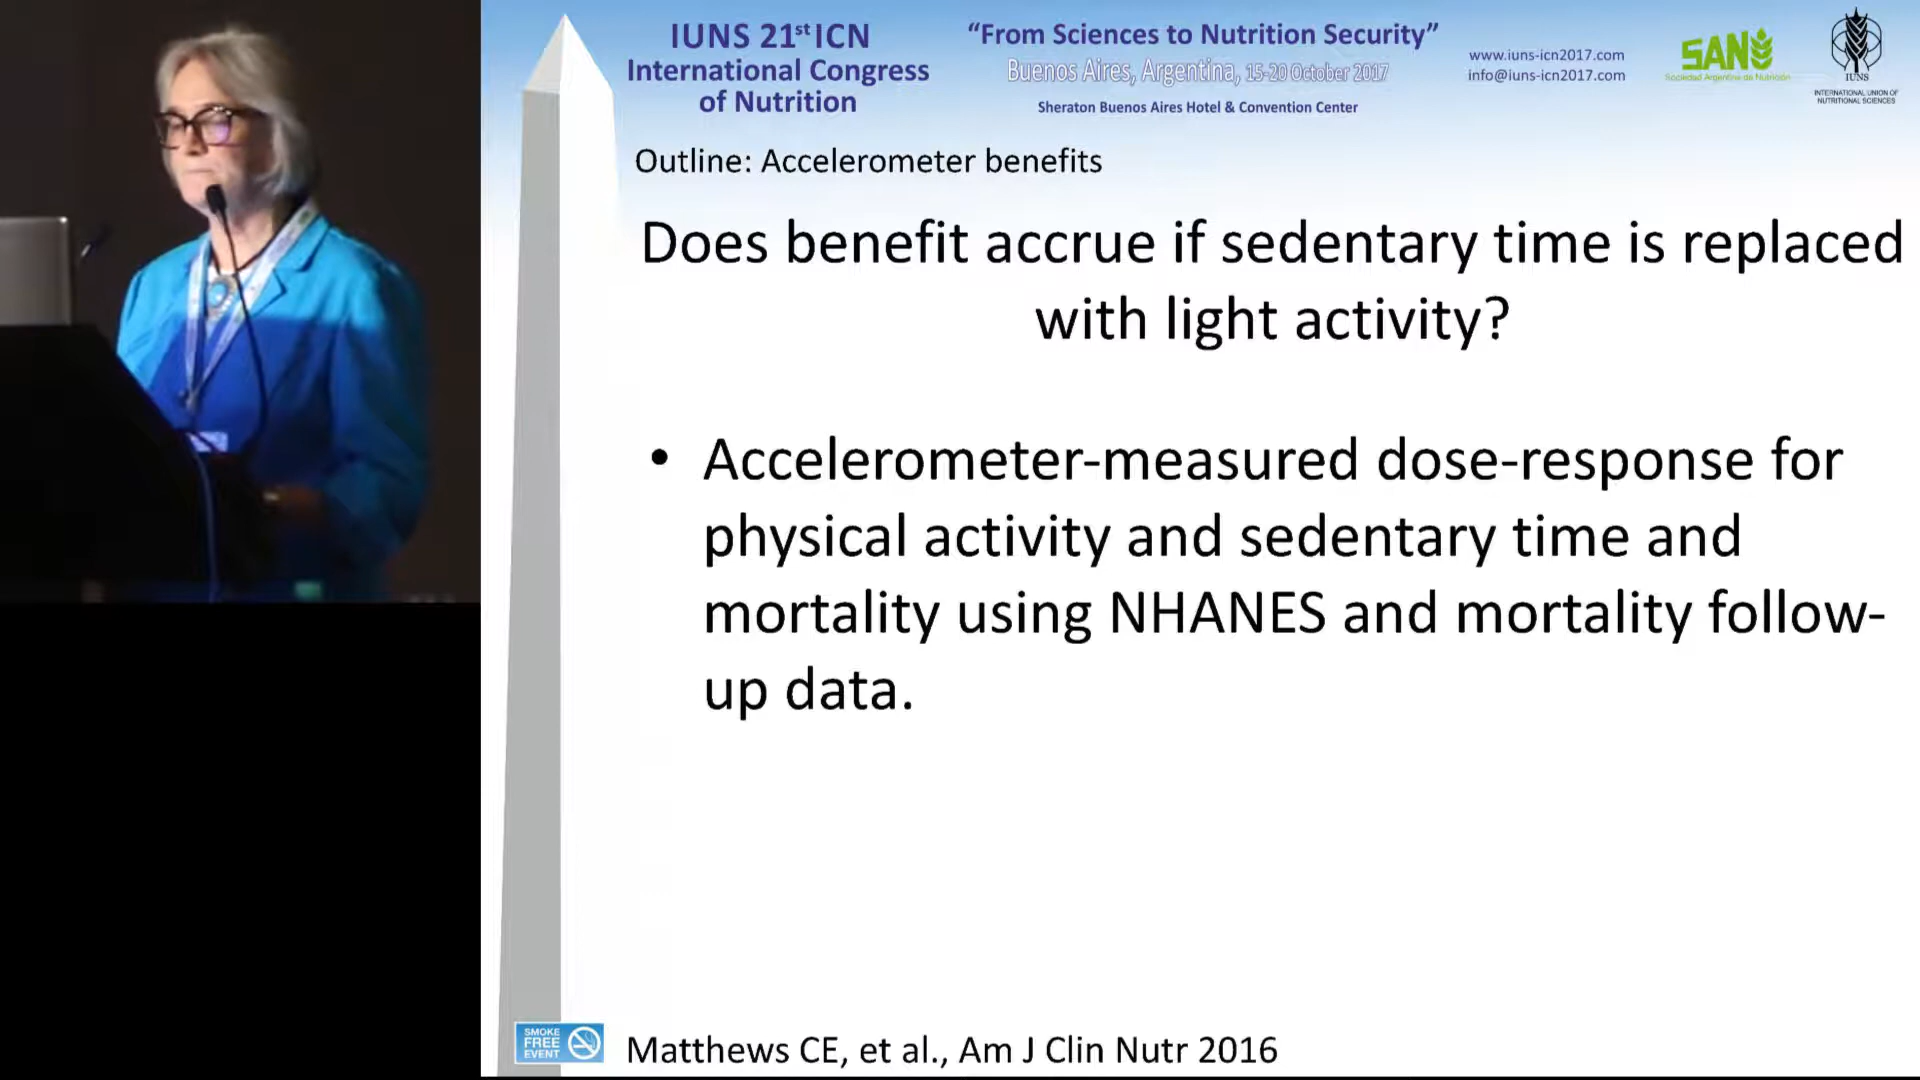 IUNS 21st ICN
International Congress
of Nutrition
“From Sciences to Nutrition Security”
Buenos Aires, Argentina, 15-20 October 2017
Sheraton Buenos Aires Hotel & Convention Center
www.iuns-icn2017.com
info@iuns-icn2017.com
SAN
Sociedad Argentina de Nutrición
IUNS
INTERNATIONAL UNION OF
NUTRITIONAL SCIENCES
Outline: Accelerometer benefits
Does benefit accrue if sedentary time is replaced
with light activity?
• Accelerometer-measured dose-response for
physical activity and sedentary time and
mortality using NHANES and mortality follow-
up data.
SMOKE
FREE
EVENT
Matthews CE, et al., Am J Clin Nutr 2016